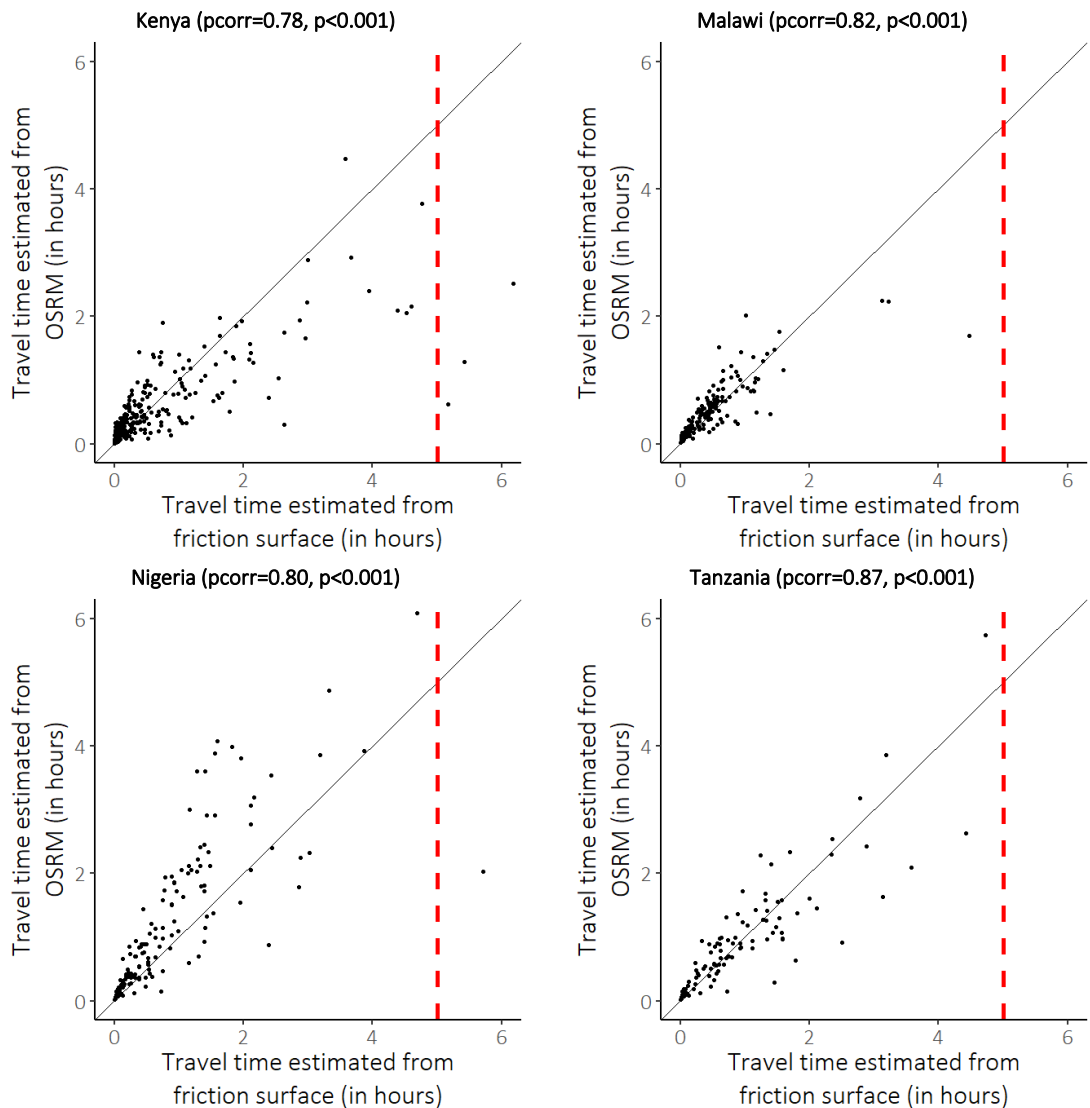 Kenya (pcorr=0.78, p<0.001)
6
4
2
0
Travel time estimated from
OSRM (in hours)
0 2 4 6
Travel time estimated from
friction surface (in hours)
Malawi (pcorr=0.82, p<0.001)
6
4
2
0
Travel time estimated from
OSRM (in hours)
0 2 4 6
Travel time estimated from
friction surface (in hours)
Nigeria (pcorr=0.80, p<0.001)
6
4
2
0
Travel time estimated from
OSRM (in hours)
0 2 4 6
Travel time estimated from
friction surface (in hours)
Tanzania (pcorr=0.87, p<0.001)
6
4
2
0
Travel time estimated from
OSRM (in hours)
0 2 4 6
Travel time estimated from
friction surface (in hours)